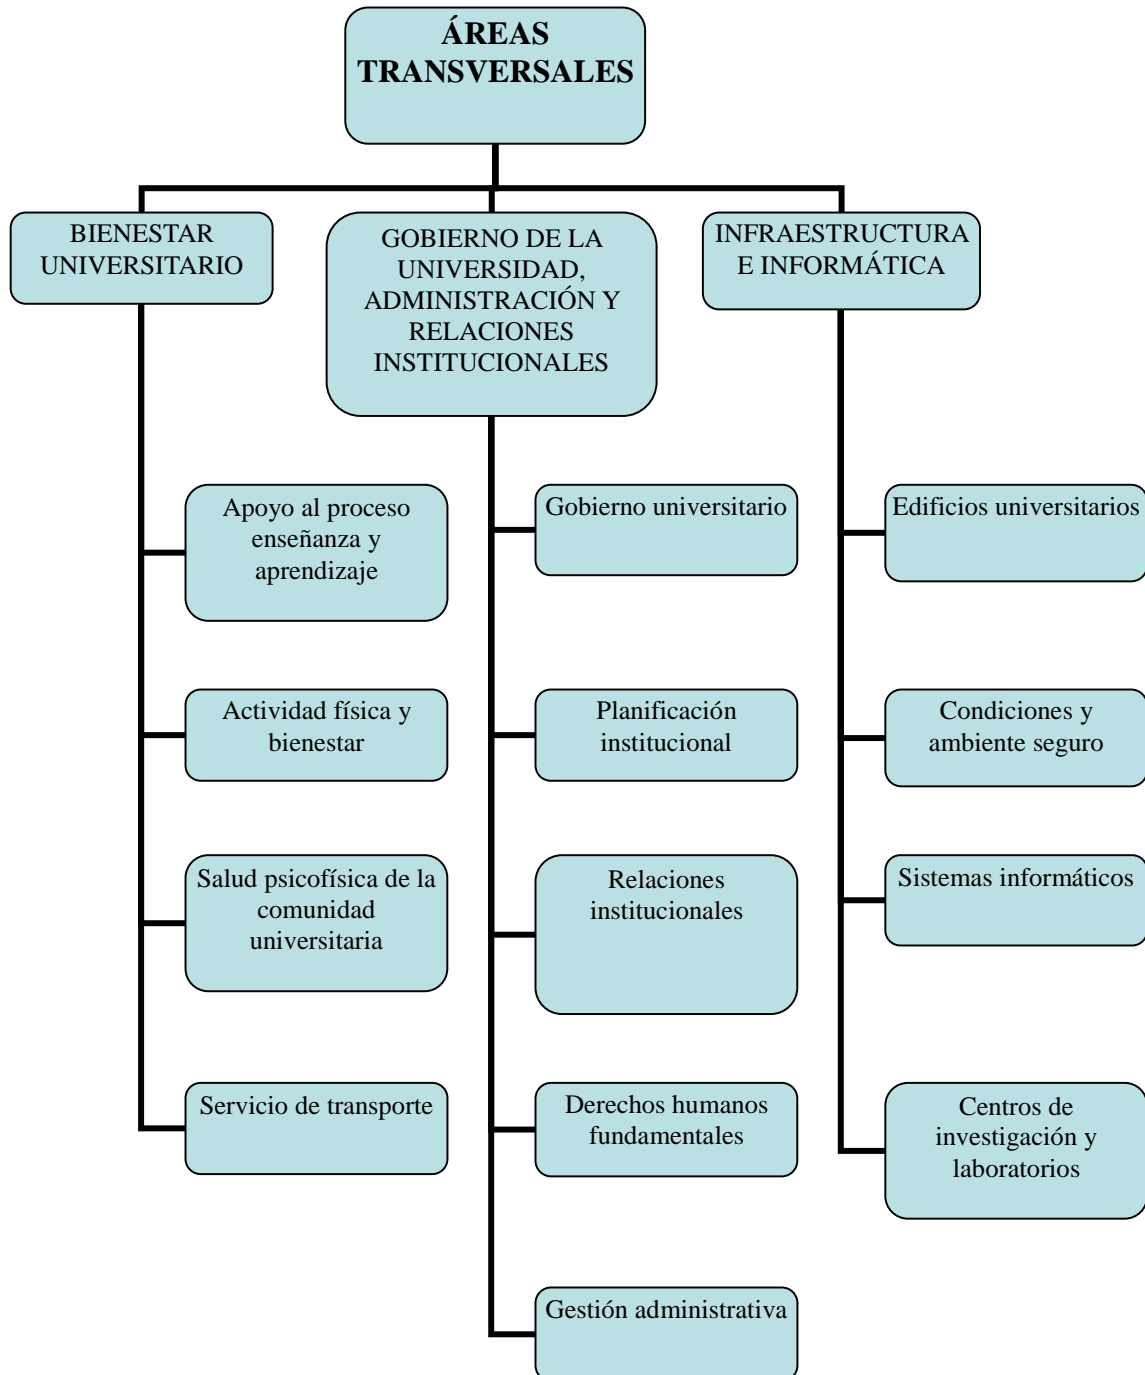 ÁREAS
TRANSVERSALES
BIENESTAR
UNIVERSITARIO
GOBIERNO DE LA
UNIVERSIDAD,
ADMINISTRACIÓN Y
RELACIONES
INSTITUCIONALES
INFRAESTRUCTURA
E INFORMÁTICA
Apoyo al proceso
enseñanza y
aprendizaje
Gobierno universitario
Edificios universitarios
Actividad física y
bienestar
Planificación
institucional
Condiciones y
ambiente seguro
Salud psicofísica de la
comunidad
universitaria
Relaciones
institucionales
Sistemas informáticos
Servicio de transporte
Derechos humanos
fundamentales
Centros de
investigación y
laboratorios
Gestión administrativa